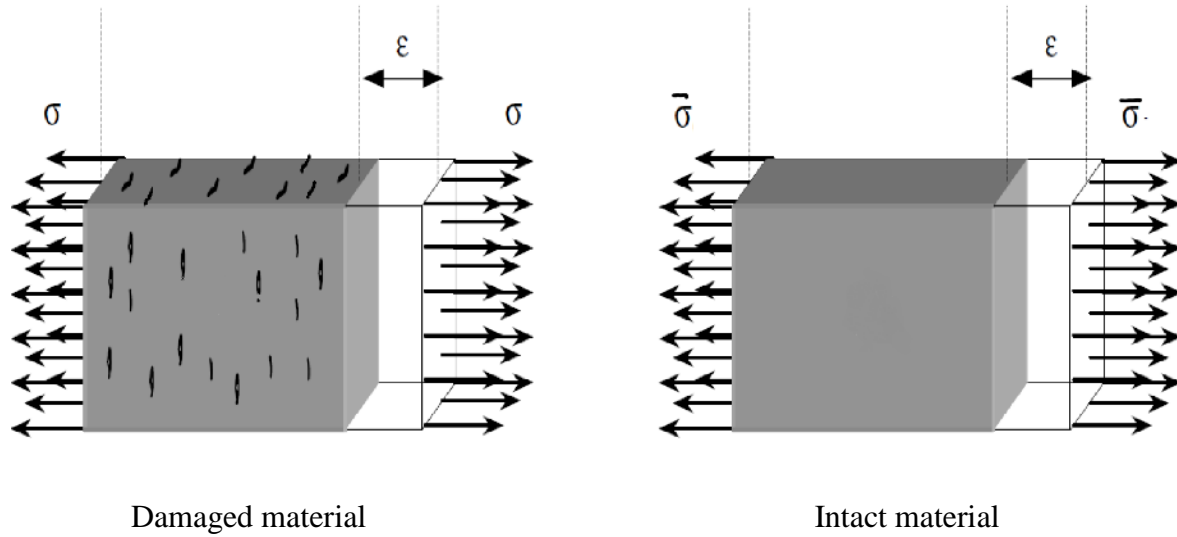 ε ε
σ σ σ̄ σ̄
Damaged material Intact material